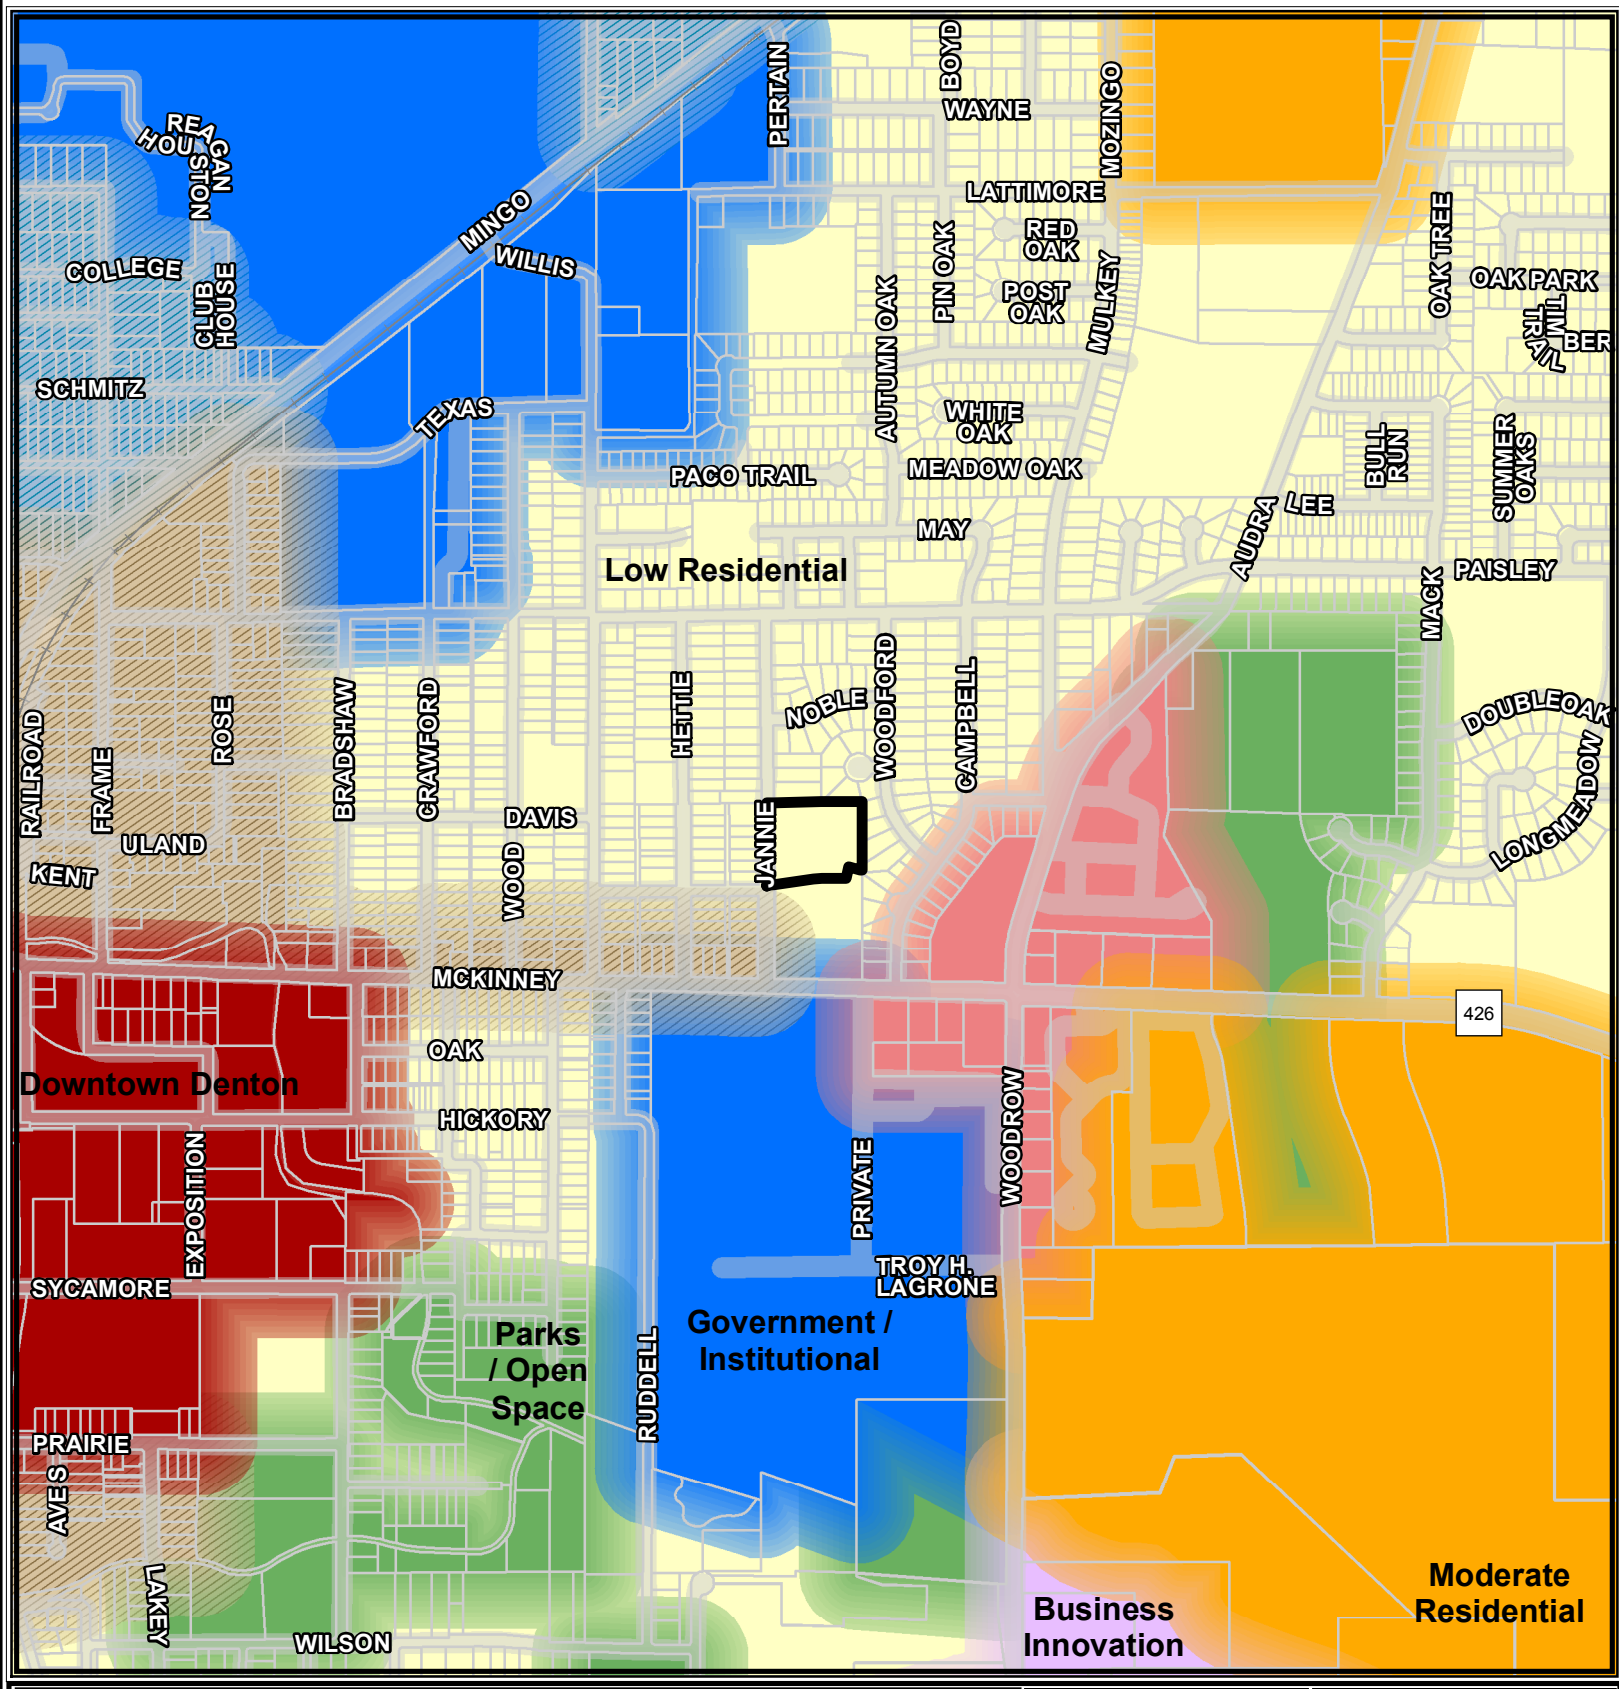 BOYD
PERTAIN
MOZINGO
WAYNE
REAGAN
HOUSTON
LATTIMORE
MINGO
RED
OAK
OAK TREE
PIN OAK
WILLIS
COLLEGE
CLUB
HOUSE
POST
OAK
MULKEY
OAK PARK
TIMBER
TRAIL
AUTUMN OAK
SCHMITZ
TEXAS
WHITE
OAK
BULL
RUN
SUMMER
OAKS
PACO TRAIL
MEADOW OAK
LEE
AUDRA
MAY
Low Residential
PAISLEY
MACK
RAILROAD
FRAME
ROSE
BRADSHAW
CRAWFORD
HETTIE
NOBLE
WOODFORD
CAMPBELL
DOUBLEOAK
LONGMEADOW
JANNIE
DAVIS
WOOD
ULAND
KENT
MCKINNEY
426
OAK
Downtown Denton
HICKORY
WOODROW
EXPOSITION
PRIVATE
SYCAMORE
TROY H.
LAGRONE
Government /
Institutional
Parks
/ Open
Space
RUDDELL
PRAIRIE
AVE S
LAKEY
WILSON
Business
Innovation
Moderate
Residential